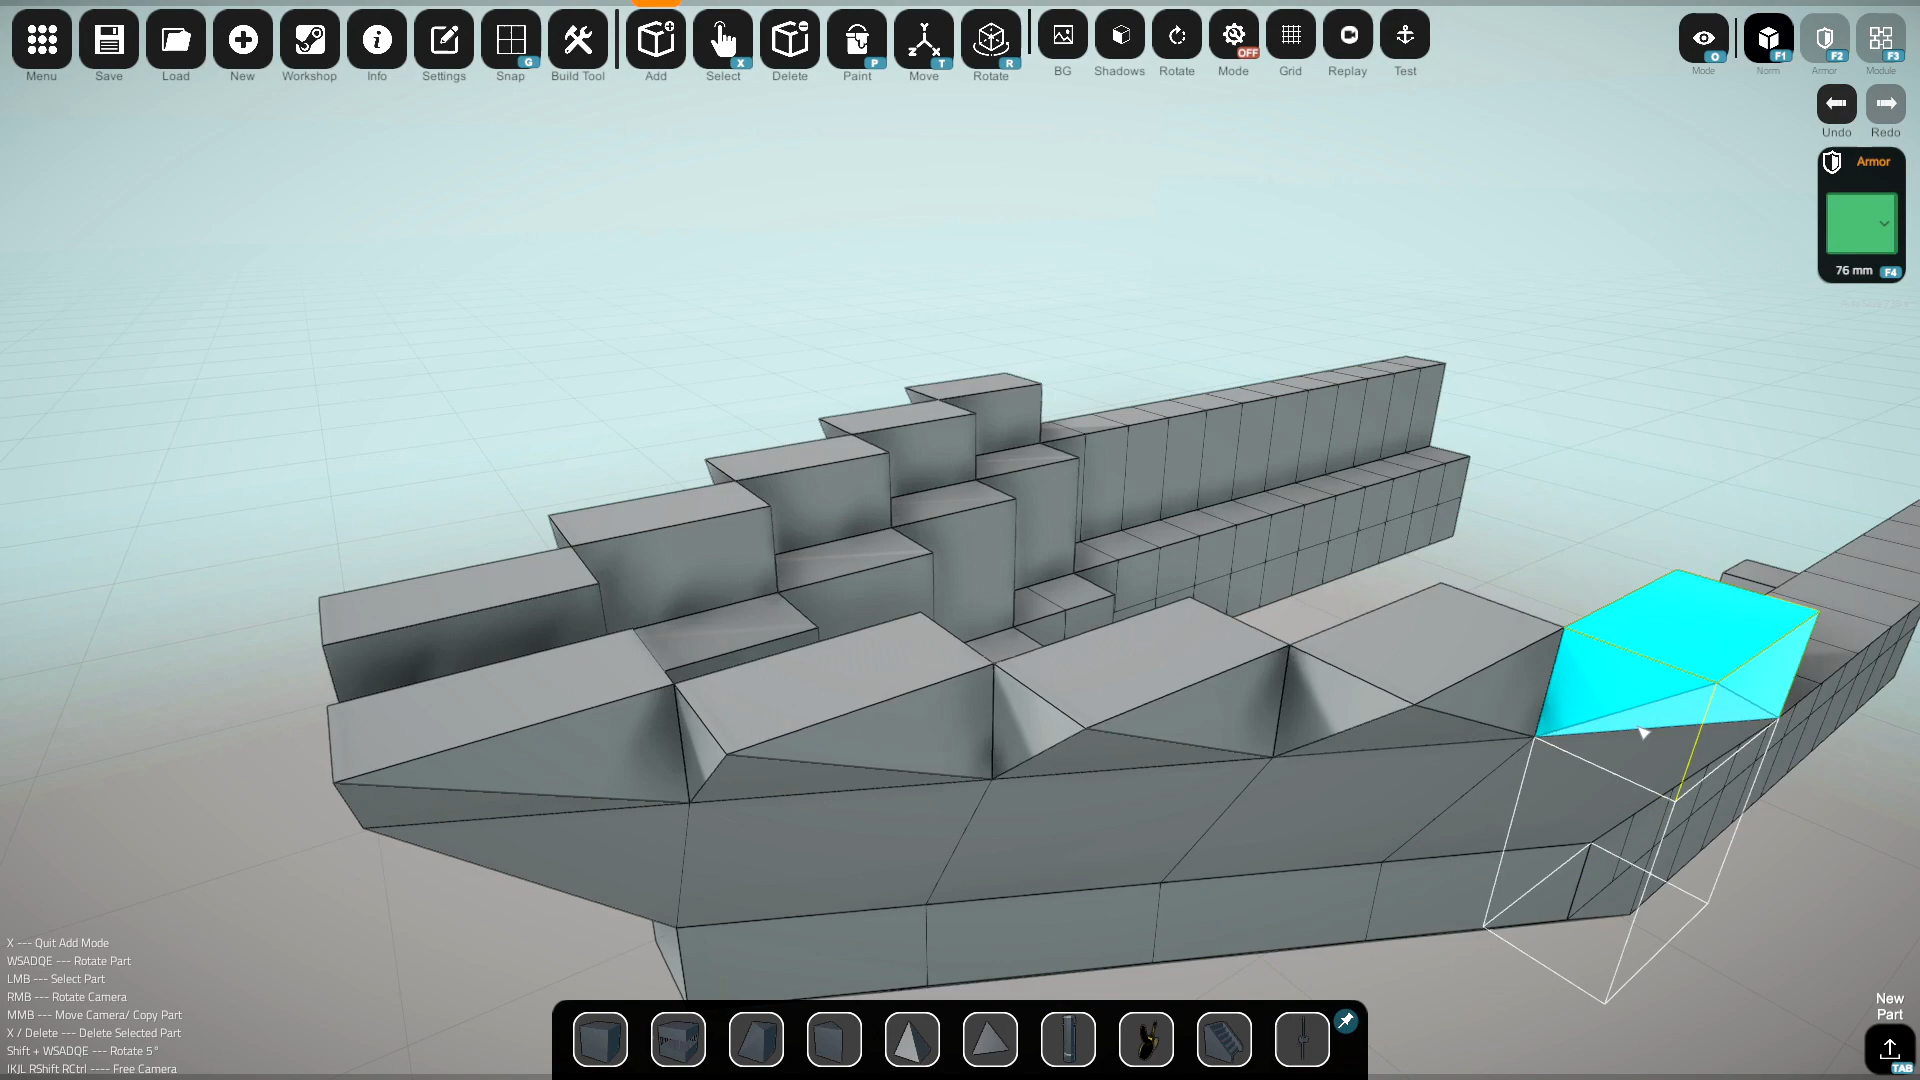 Menu
Save
Load
New
Workshop
Info
Settings
G
Snap
Build Tool
Add
X
Select
Delete
P
Paint
T
Move
R
Rotate
BG
Shadows
Rotate
OFF
Mode
Grid
Replay
Test
O
Mode
F1
Norm
F2
Armor
F3
Module
Undo
Redo
Armor
76 mm
F4
X --- Quit Add Mode
WSADQE --- Rotate Part
LMB --- Select Part
RMB --- Rotate Camera
MMB --- Move Camera/ Copy Part
X / Delete --- Delete Selected Part
Shift + WSADQE --- Rotate 5°
IKJL RShift RCtrl ---- Free Camera
New
Part
TAB